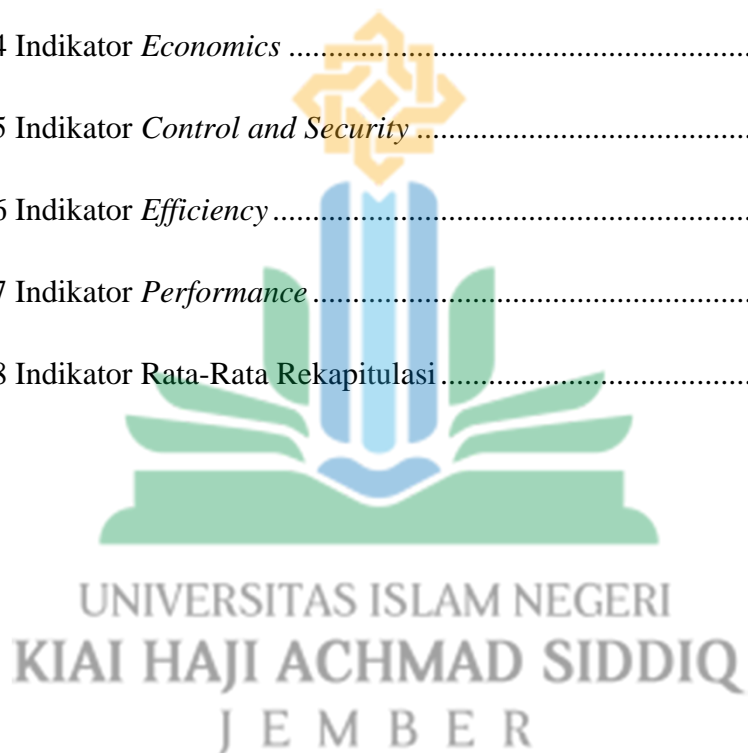 4 Indikator Economics ......................................................
5 Indikator Control and Security ......................................
6 Indikator Efficiency ........................................................
7 Indikator Performance ..................................................
8 Indikator Rata-Rata Rekapitulasi ...................................
UNIVERSITAS ISLAM NEGERI
KIAI HAJI ACHMAD SIDDIQ
JEMBER